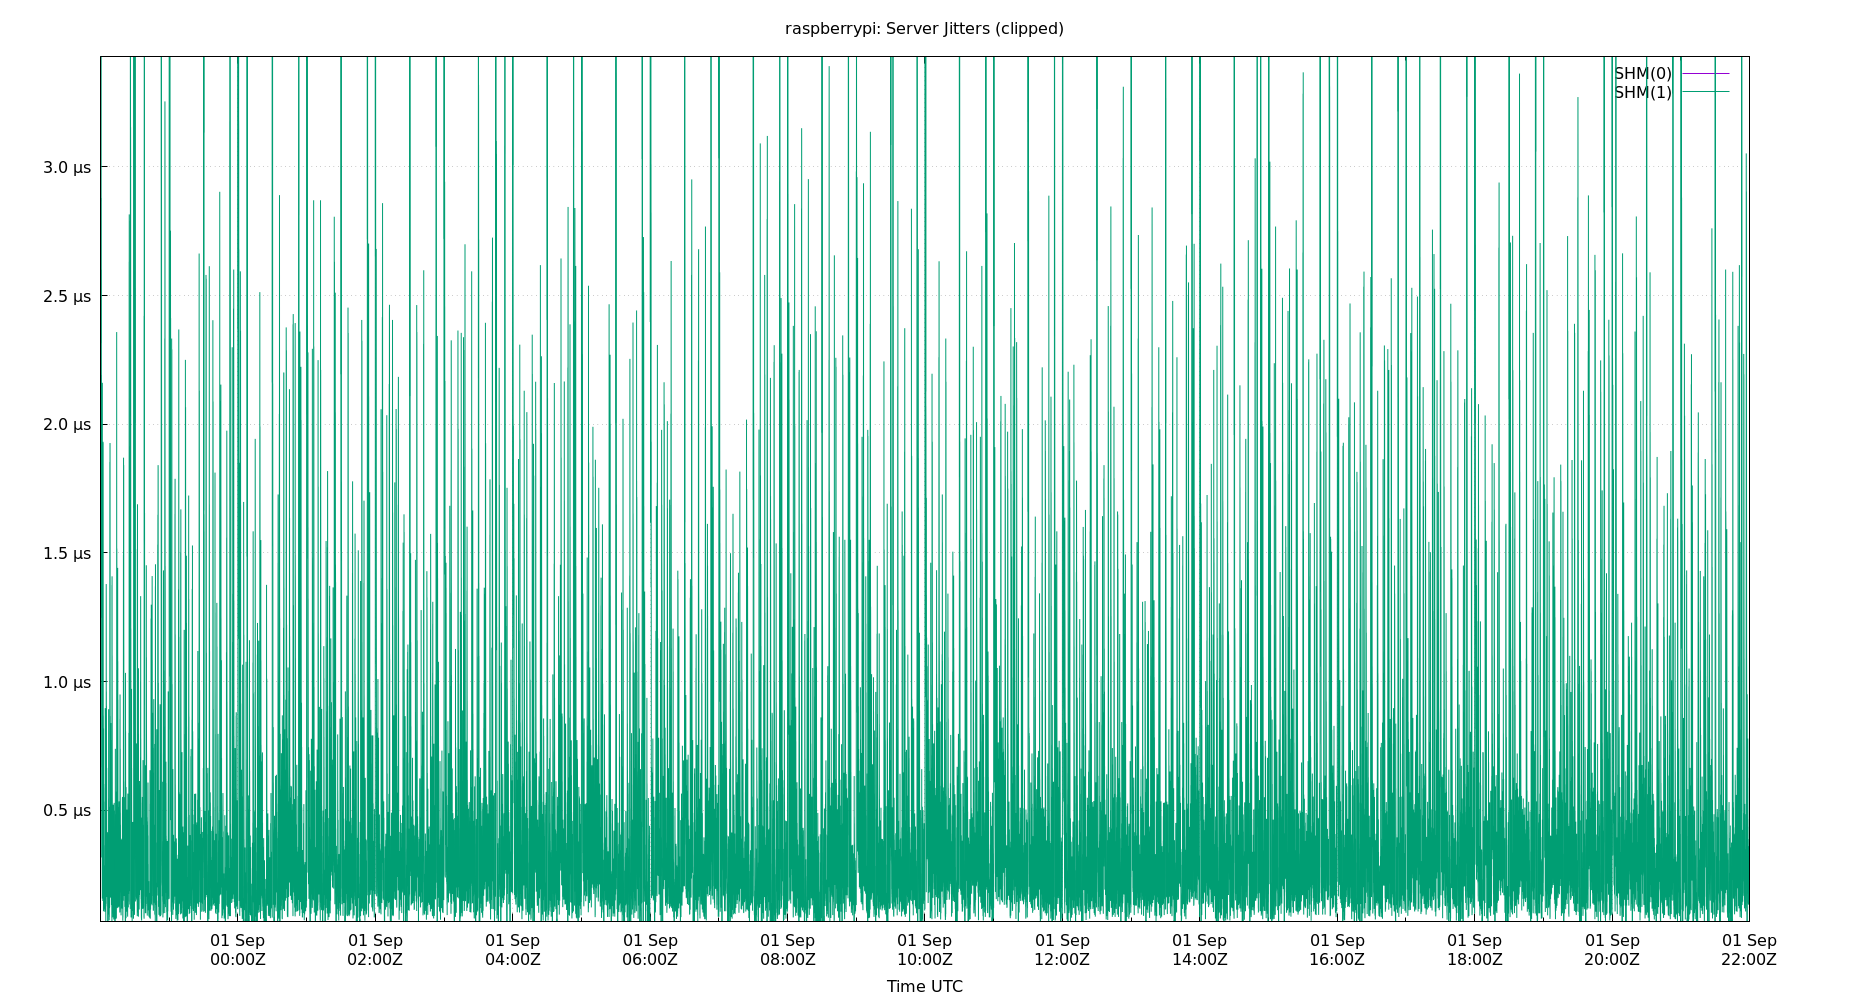 raspberrypi: Server Jitters (clipped)
SHM(0)
SHM(1)
3.0 μs
2.5 μs
2.0 μs
1.5 μs
1.0 μs
0.5 μs
01 Sep 01 Sep 01 Sep 01 Sep 01 Sep 01 Sep 01 Sep 01 Sep 01 Sep 01 Sep 01 Sep 01 Sep
00:00Z 02:00Z 04:00Z 06:00Z 08:00Z 10:00Z 12:00Z 14:00Z 16:00Z 18:00Z 20:00Z 22:00Z
Time UTC